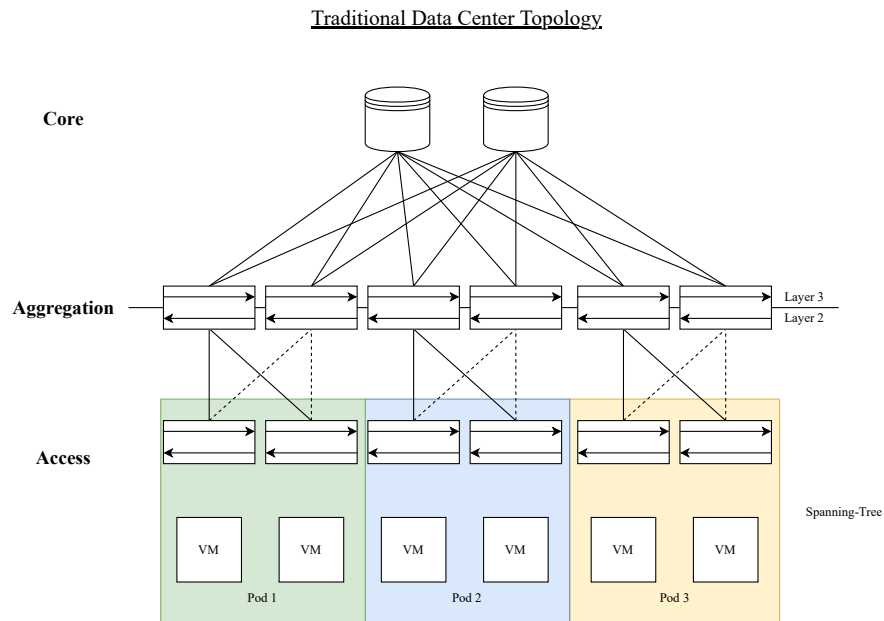 Traditional Data Center Topology
Core
Aggregation
Layer 3
Layer 2
Access
Spanning-Tree
VM
VM
VM
VM
VM
VM
Pod 1
Pod 2
Pod 3